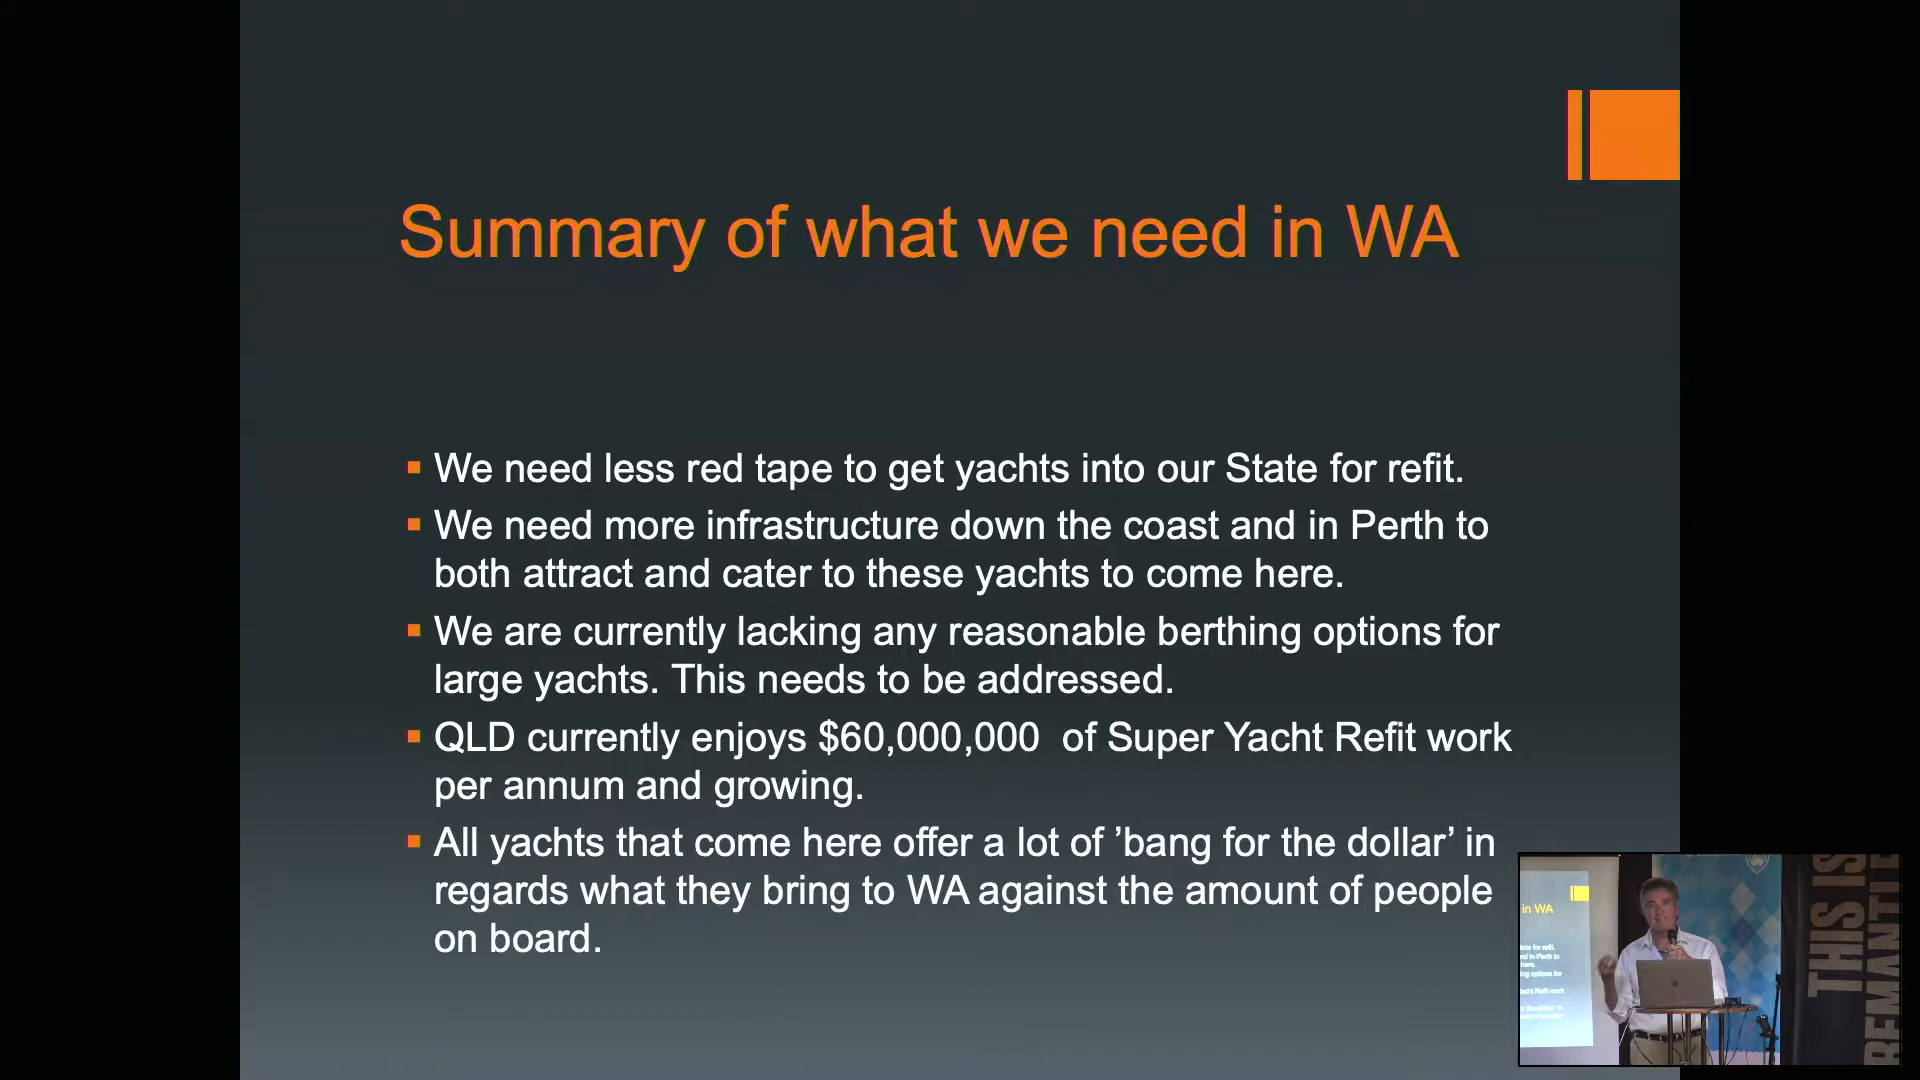 Summary of what we need in WA
We need less red tape to get yachts into our State for refit.
We need more infrastructure down the coast and in Perth to
both attract and cater to these yachts to come here.
We are currently lacking any reasonable berthing options for
large yachts. This needs to be addressed.
QLD currently enjoys $60,000,000 of Super Yacht Refit work
per annum and growing.
All yachts that come here offer a lot of ’bang for the dollar’ in
regards what they bring to WA against the amount of people
on board.
in WA
THIS IS